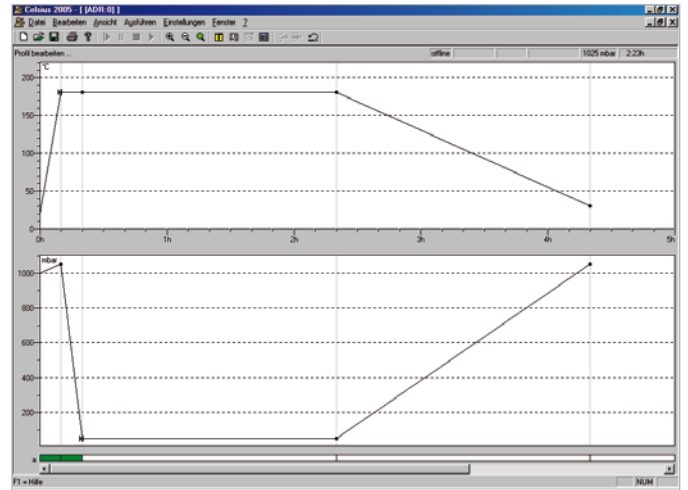 Celsius 2005 - [ [ADR:0] ]
Datei Bearbeiten Ansicht Ausführen Einstellungen Fenster ?
Profil bearbeiten ... offline 1025 mbar 2:23h
°C
200
150
100
50
0
0h 1h 2h 3h 4h 5h
mbar
1000
800
600
400
200
F1 = Hilfe NUM